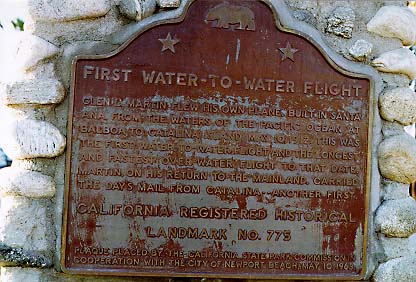 FIRST WATER-TO-WATER FLIGHT
GLENN MARTIN FLEW HIS OWN PLANE, BUILT IN SANTA
ANA, FROM THE WATERS OF THE PACIFIC OCEAN AT
BALBOA TO CATALINA ISLAND, MAY 10, 1912. THIS WAS
THE FIRST WATER-TO-WATER FLIGHT AND THE LONGEST
AND FASTEST OVER-WATER FLIGHT, TO THAT DATE.
MARTIN, ON HIS RETURN TO THE MAINLAND, CARRIED
THE DAY'S MAIL FROM CATALINA-ANOTHER FIRST.
CALIFORNIA REGISTERED HISTORICAL
LANDMARK NO. 775
PLAQUE PLACED BY THE CALIFORNIA STATE PARK COMMISSION IN
COOPERATION WITH THE CITY OF NEWPORT BEACH, MAY 10, 1963.